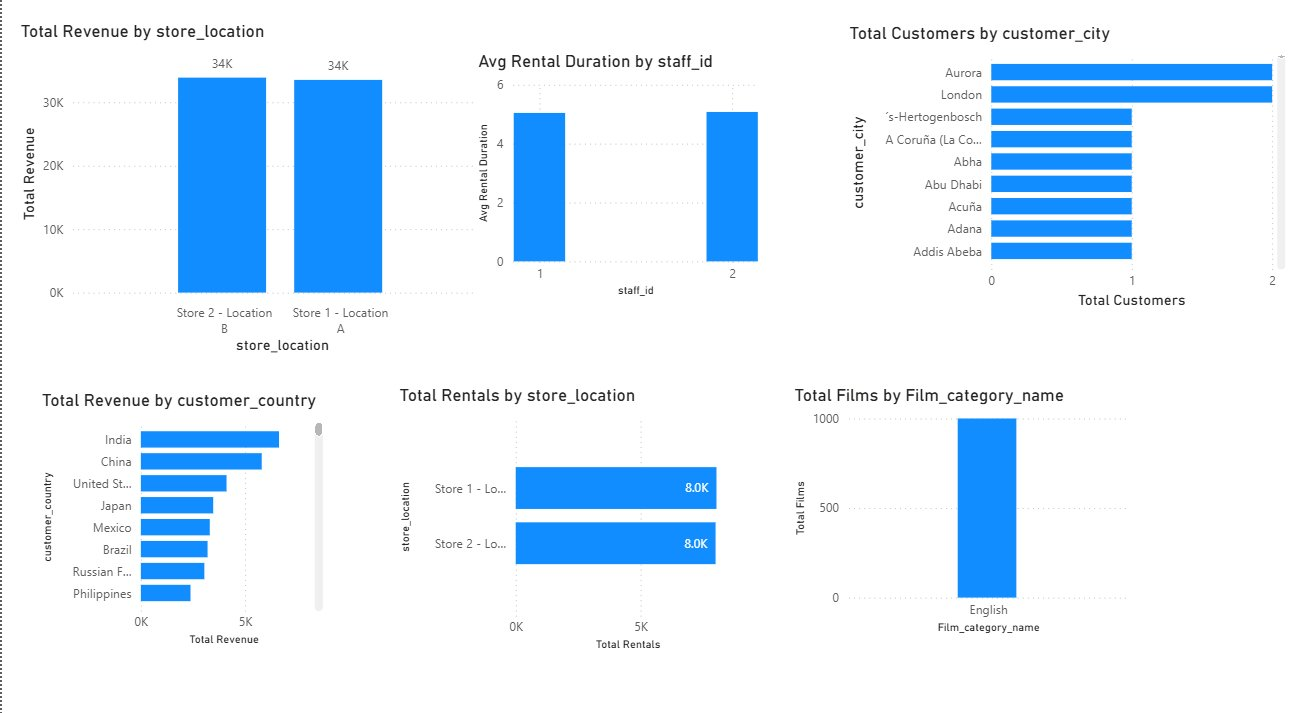 Total Revenue by store_location
34K
34K
30K
20K
10K
0K
Total Revenue
Store 2 - Location
B
Store 1 - Location
A
store_location
Avg Rental Duration by staff_id
6
4
2
0
Avg Rental Duration
1
2
staff_id
Total Customers by customer_city
customer_city
Aurora
London
´s-Hertogenbosch
A Coruña (La Co...
Abha
Abu Dhabi
Acuña
Adana
Addis Abeba
0
1
2
Total Customers
Total Revenue by customer_country
customer_country
India
China
United St...
Japan
Mexico
Brazil
Russian F...
Philippines
0K
5K
Total Revenue
Total Rentals by store_location
store_location
Store 1 - Lo...
8.0K
Store 2 - Lo...
8.0K
0K
5K
Total Rentals
Total Films by Film_category_name
1000
500
0
Total Films
English
Film_category_name